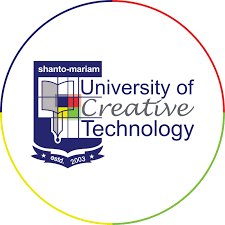 shanto-mariam
University of
Creative
Technology
estd. 2003